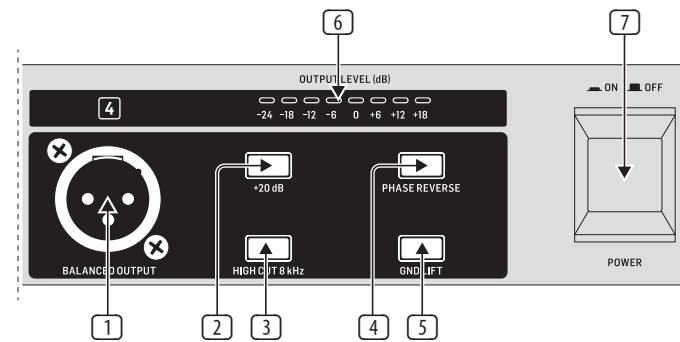 6 7
OUTPUT LEVEL (dB)
ON OFF
4
-24 -18 -12 -6 0 +6 +12 +18
+20 dB PHASE REVERSE
BALANCED OUTPUT HIGH CUT 8 kHz GND LIFT
POWER
1 2 3 4 5